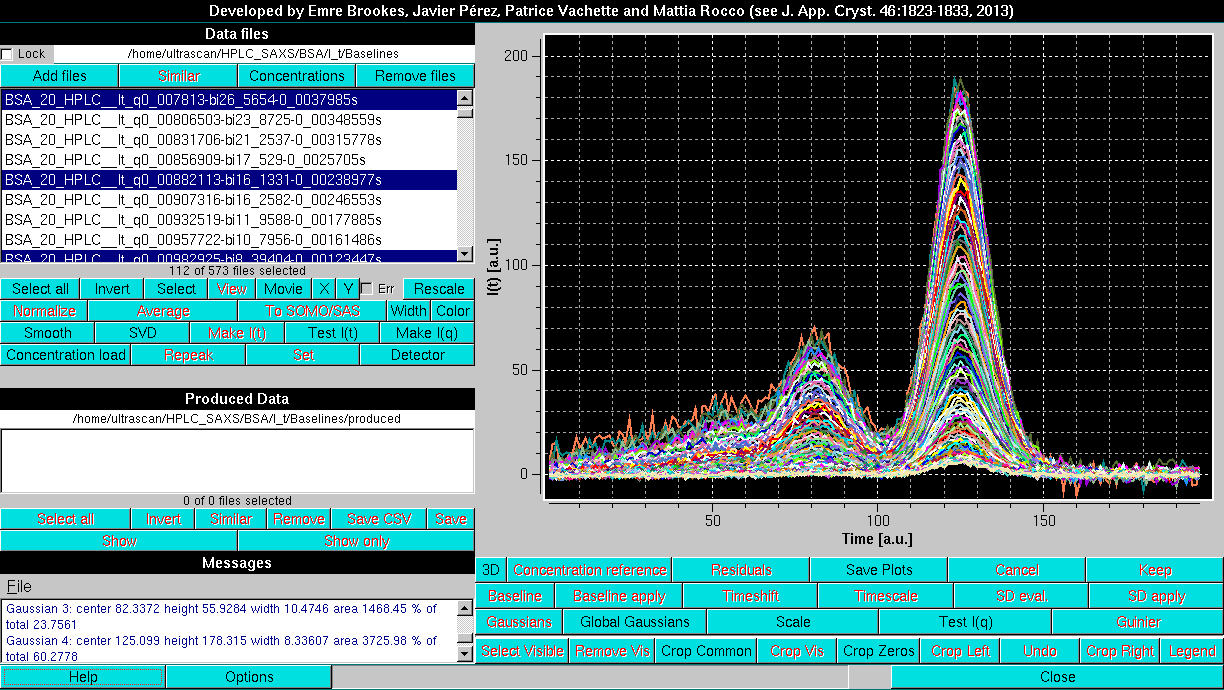 Developed by Emre Brookes, Javier Pérez, Patrice Vachette and Mattia Rocco (see J. App. Cryst. 46:1823-1833, 2013)
Data files
Lock /home/ultrascan/HPLC_SAXS/BSA/I_t/Baselines
Add files Similar Concentrations Remove files
BSA_20_HPLC__It_q0_007813-bi26_5654-0_0037985s
BSA_20_HPLC__It_q0_00806503-bi23_8725-0_00348559s
BSA_20_HPLC__It_q0_00831706-bi21_2537-0_00315778s
BSA_20_HPLC__It_q0_00856909-bi17_529-0_0025705s
BSA_20_HPLC__It_q0_00882113-bi16_1331-0_00238977s
BSA_20_HPLC__It_q0_00907316-bi16_2582-0_00246553s
BSA_20_HPLC__It_q0_00932519-bi11_9588-0_00177885s
BSA_20_HPLC__It_q0_00957722-bi10_7956-0_00161486s
BSA_20_HPLC__It_q0_00982925-bi8_39404-0_00123447s
112 of 573 files selected
Select all Invert Select View Movie X Y Err Rescale
Normalize Average To SOMO/SAS Width Color
Smooth SVD Make I(t) Test I(t) Make I(q)
Concentration load Repeak Set Detector
Produced Data
/home/ultrascan/HPLC_SAXS/BSA/I_t/Baselines/produced
0 of 0 files selected
Select all Invert Similar Remove Save CSV Save
Show Show only
Messages
File
Gaussian 3: center 82.3372 height 55.9284 width 10.4746 area 1468.45 % of
total 23.7561
Gaussian 4: center 125.099 height 178.315 width 8.33607 area 3725.98 % of
total 60.2778
Help Options
200
150
100
50
0
I(t) [a.u.]
50 100 150
Time [a.u.]
3D Concentration reference Residuals Save Plots Cancel Keep
Baseline Baseline apply Timeshift Timescale SD eval. SD apply
Gaussians Global Gaussians Scale Test I(q) Guinier
Select Visible Remove Vis Crop Common Crop Vis Crop Zeros Crop Left Undo Crop Right Legend
Close